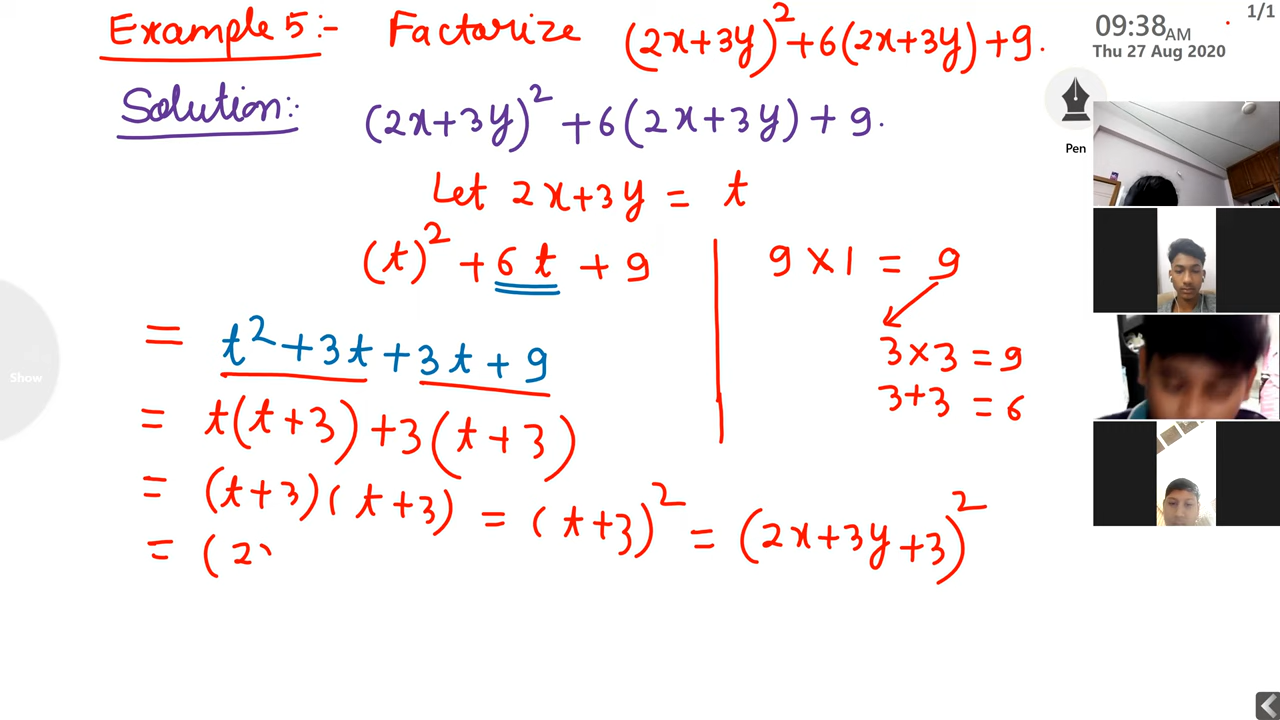 Example 5:- Factorize (2x+3y)²+6(2x+3y)+9.
Solution:- (2x+3y)²+6(2x+3y)+9.
Let 2x+3y = t
(t)²+6t+9
= t²+3t+3t+9
= t(t+3)+3(t+3)
= (t+3)(t+3) = (t+3)² = (2x+3y+3)²
= (2x
9×1 = 9
3×3=9
3+3 =6
09:38AM
Thu 27 Aug 2020
1/1
Pen
Show